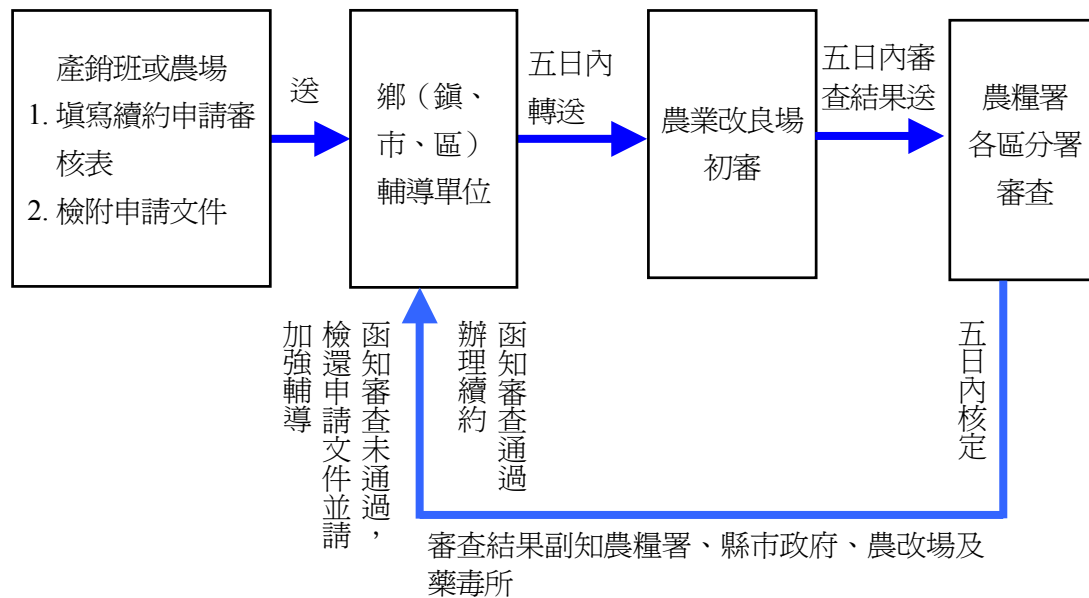 產銷班或農場
1. 填寫續約申請審
核表
2. 檢附申請文件
送
鄉（鎮、
市、區）
輔導單位
五日內
轉送
農業改良場
初審
五日內審
查結果送
農糧署
各區分署
審查
五日內核定
函知審查通過
辦理續約
函知審查未通過，
檢還申請文件並請
加強輔導
審查結果副知農糧署、縣市政府、農改場及
藥毒所